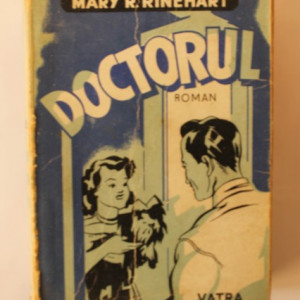 MARY R. RINEHART
DOCTORUL
ROMAN
VATRA